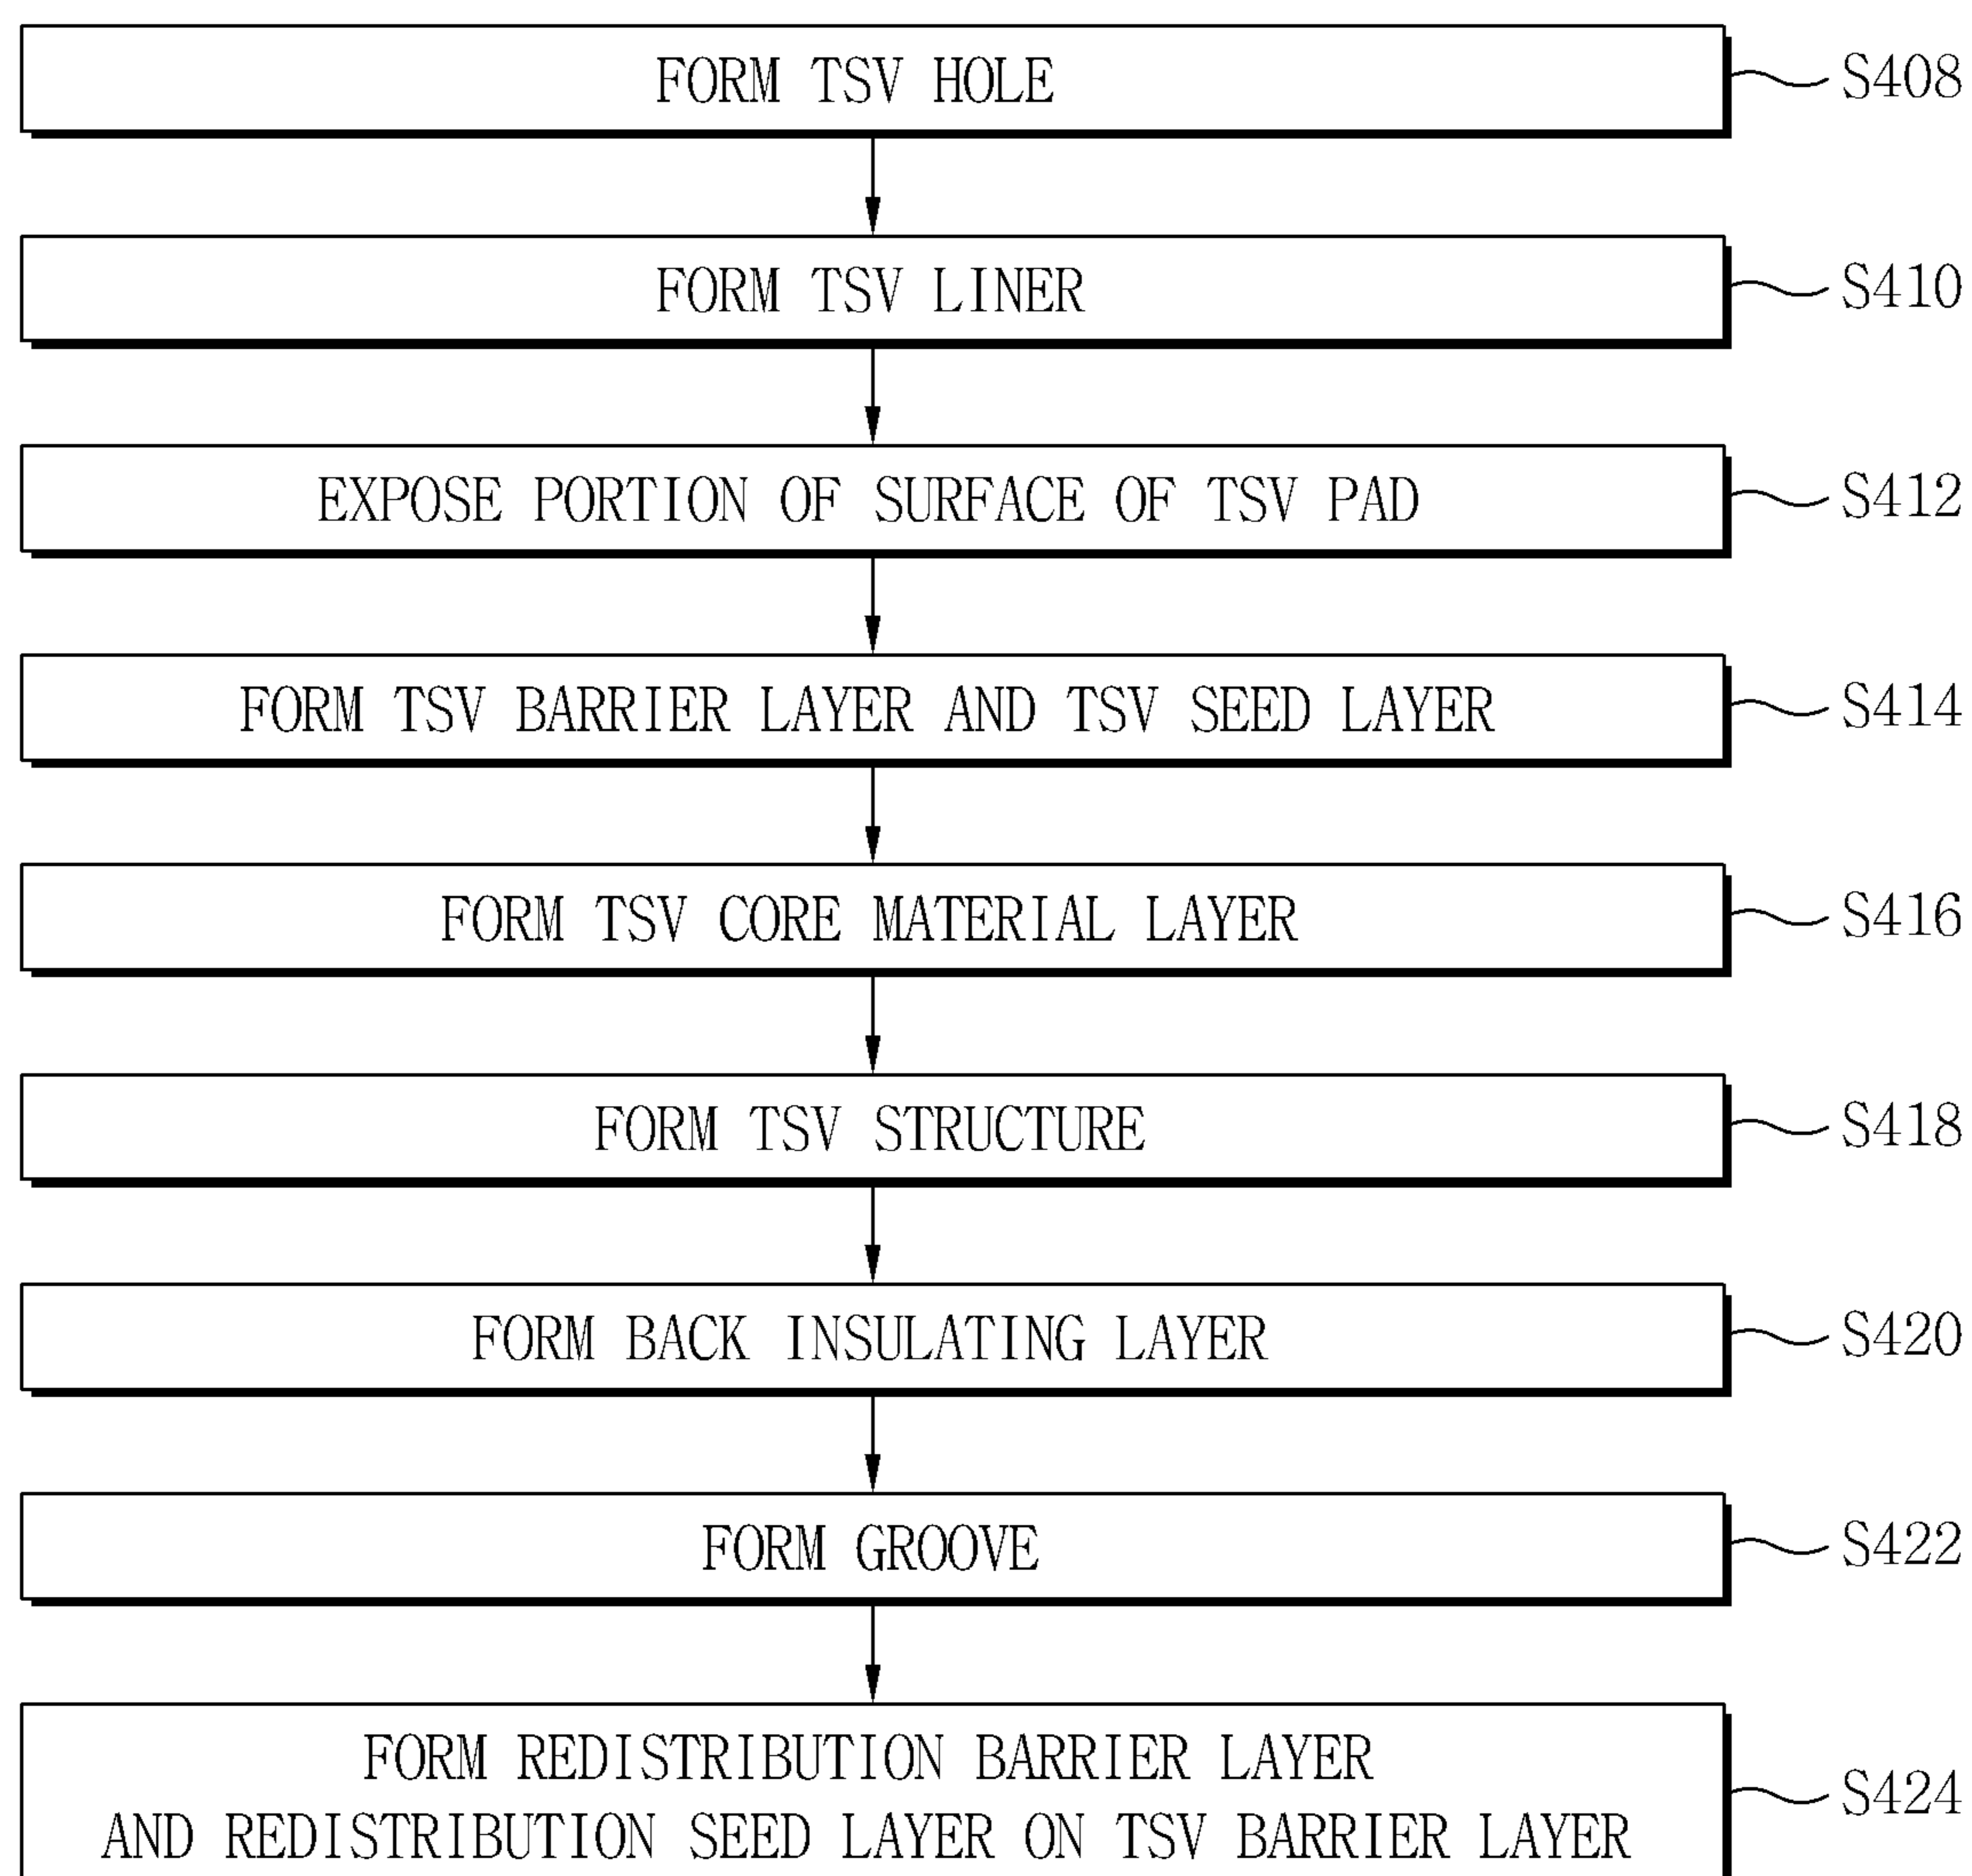 FORM TSV HOLE
S408
FORM TSV LINER
S410
EXPOSE PORTION OF SURFACE OF TSV PAD
S412
FORM TSV BARRIER LAYER AND TSV SEED LAYER
S414
FORM TSV CORE MATERIAL LAYER
S416
FORM TSV STRUCTURE
S418
FORM BACK INSULATING LAYER
S420
FORM GROOVE
S422
FORM REDISTRIBUTION BARRIER LAYER
AND REDISTRIBUTION SEED LAYER ON TSV BARRIER LAYER
S424